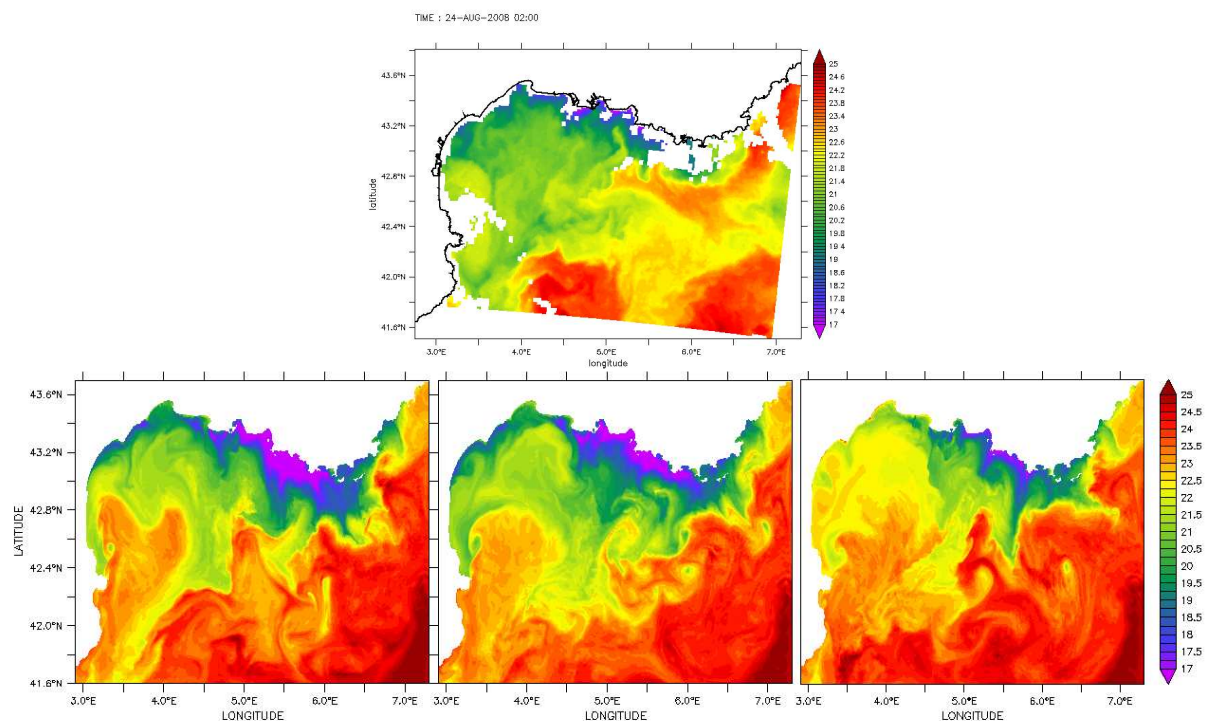 TIME : 24-AUG-2008 02:00
43.6°N
43.2°N
42.8°N
42.4°N
42.0°N
41.6°N
latitude
3.0°E 4.0°E 5.0°E 6.0°E 7.0°E
longitude
25
24.6
24.2
23.8
23.4
23
22.6
22.2
21.8
21.4
21
20.6
20.2
19.8
19.4
19
18.6
18.2
17.8
17.4
17
43.6°N
43.2°N
42.8°N
42.4°N
42.0°N
41.6°N
LATITUDE
3.0°E 4.0°E 5.0°E 6.0°E 7.0°E
LONGITUDE
3.0°E 4.0°E 5.0°E 6.0°E 7.0°E
LONGITUDE
3.0°E 4.0°E 5.0°E 6.0°E 7.0°E
LONGITUDE
25
24.5
24
23.5
23
22.5
22
21.5
21
20.5
20
19.5
19
18.5
18
17.5
17